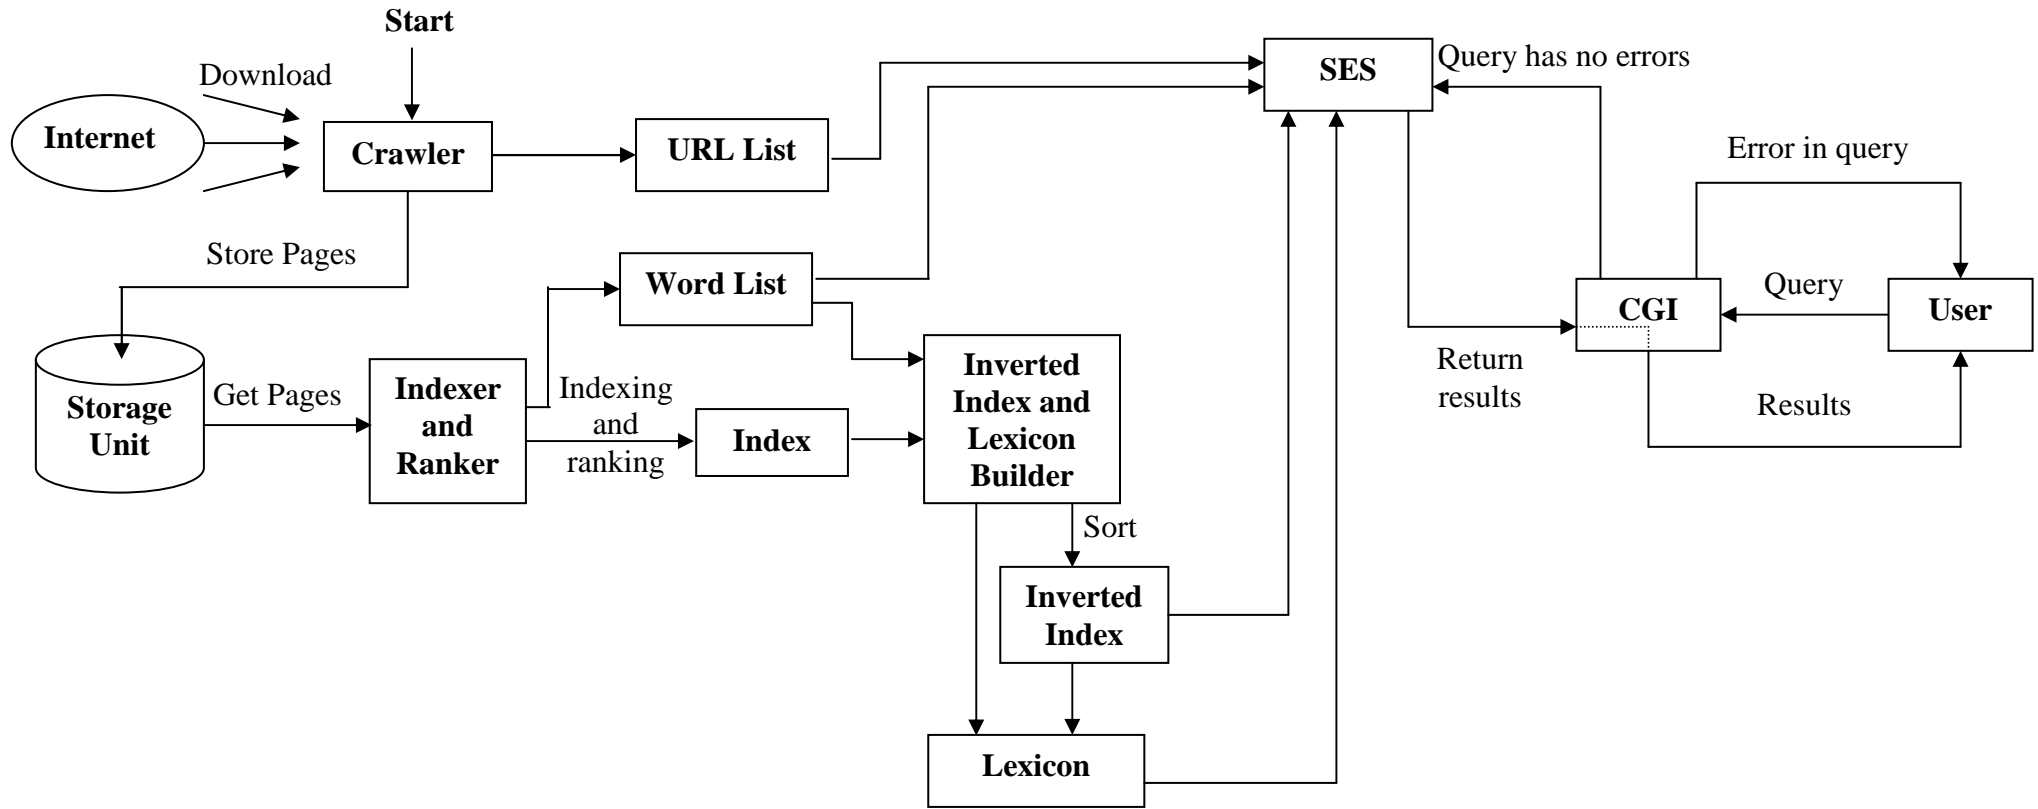 Start
Download
Internet
Crawler
URL List
SES
Query has no errors
Error in query
Store Pages
Word List
Query
CGI
User
Return
results
Results
Storage
Unit
Get Pages
Indexer
and
Ranker
Indexing
and
ranking
Index
Inverted
Index and
Lexicon
Builder
Sort
Inverted
Index
Lexicon